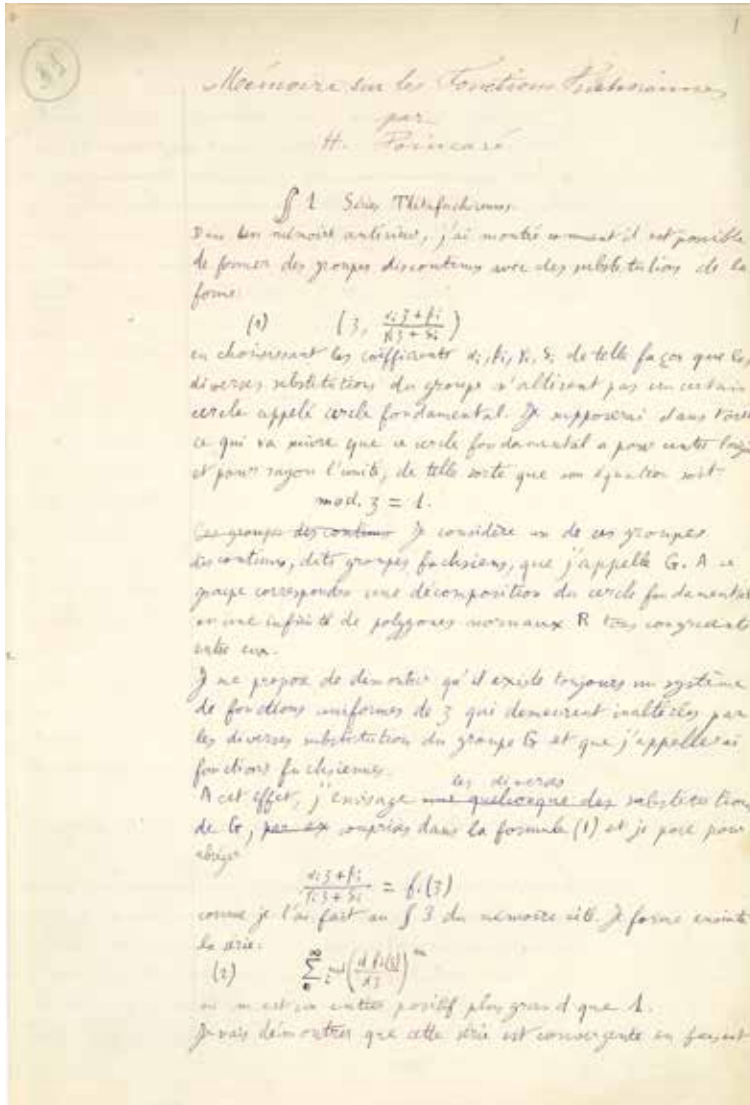 1
Mémoire sur les Fonctions Fuchsiennes
par
H. Poincaré
§ 1 Séries Thétafuchsiennes
Dans un mémoire antérieur, j'ai montré comment il est possible
de former des groupes discontinus avec des substitutions de la
forme:
(1) (z, αi z + βi / γi z + δi)
en choisissant les coëfficients αi, βi, γi, δi de telle façon que les
diverses substitutions du groupe n'altèrent pas un certain
cercle appelé cercle fondamental. Je supposerai dans tout
ce qui va suivre que ce cercle fondamental a pour centre
et pour rayon l'unité, de telle sorte que son équation soit:
mod. z = 1.
Ces groupes discontinus Je considère un de ces groupes
discontinus, dits groupes fuchsiens, que j'appelle G. A ce
groupe correspondra une décomposition du cercle fondamental
en une infinité de polygones normaux R tous congruents
entre eux.
Je me propose de démontrer qu'il existe toujours un système
de fonctions uniformes de z qui demeurent inaltérées par
les diverses substitution du groupe G et que j'appellerai
fonctions fuchsiennes.
les diverses
A cet effet, j'envisage une quelconque des substitutions
de G, par ex comprises dans la formule (1) et je pose pour
abréger
αi z + βi / γi z + δi = fi(z)
comme je l'ai fait au § 3 du mémoire cité. Je forme ensuite
la série:
(2) ∑ (d fi(z) / dz)^m
où m est un entier positif plus grand que 1.
Je vais démontrer que cette série est convergente en faisant